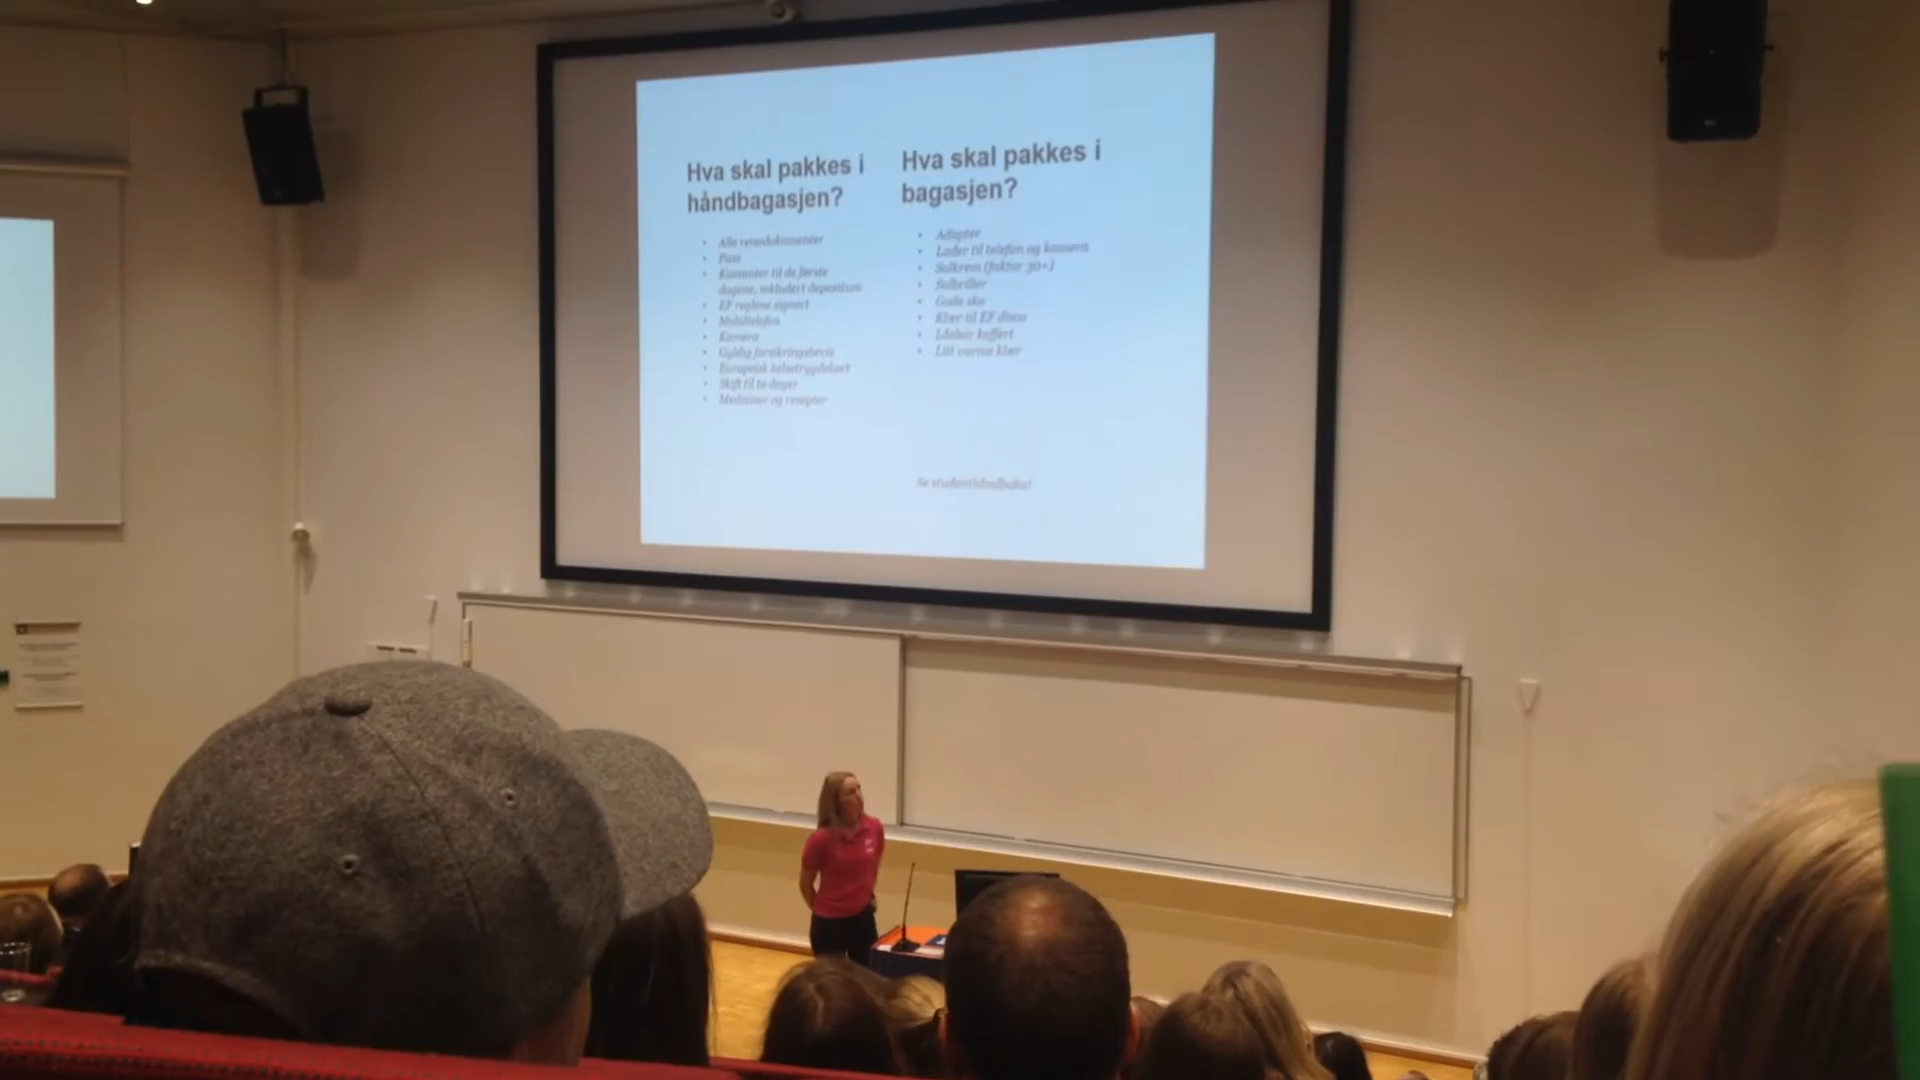 Hva skal pakkes i
håndbagasjen?
• Alle reisedokumenter
• Pass
• Kontanter til de første
dagene, inkludert depositum
• EF reglene signert
• Mobiltelefon
• Kamera
• Gyldig forsikringsbevis
• Europeisk helsetrygdekort
• Skift til to dager
• Medisiner og resepter
Hva skal pakkes i
bagasjen?
• Adapter
• Lader til telefon og kamera
• Solkrem (faktor 30+)
• Solbriller
• Gode sko
• Klær til EF disco
• Låsbar koffert
• Litt varme klær
Se studenthåndboka!